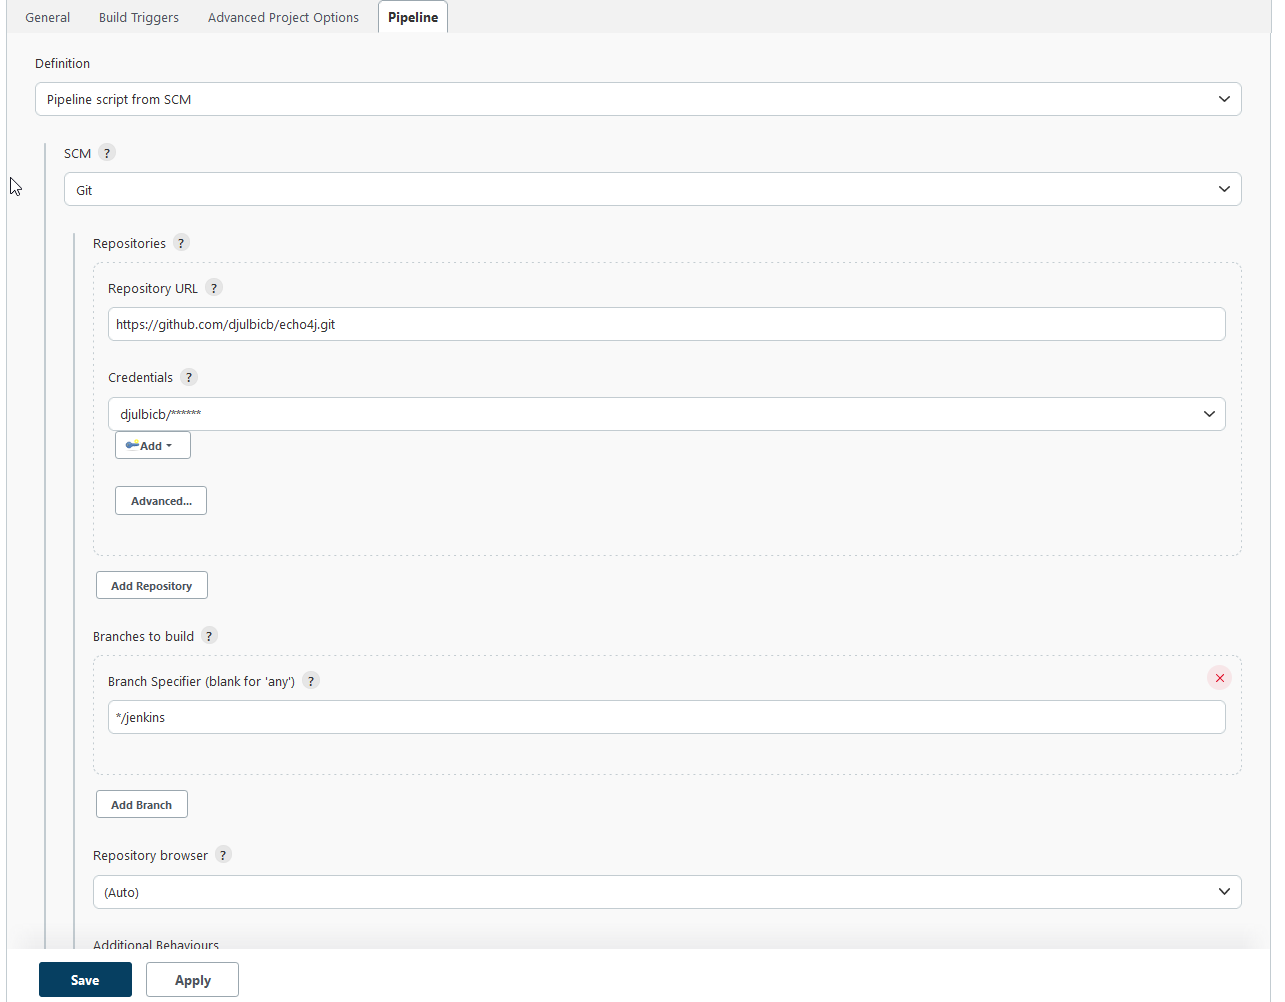 General Build Triggers Advanced Project Options Pipeline
Definition
Pipeline script from SCM
SCM ?
Git
Repositories ?
Repository URL ?
https://github.com/djulbicb/echo4j.git
Credentials ?
djulbicb/******
Add
Advanced...
Add Repository
Branches to build ?
Branch Specifier (blank for 'any') ?
*/jenkins
Add Branch
Repository browser ?
(Auto)
Additional Behaviours
Save Apply